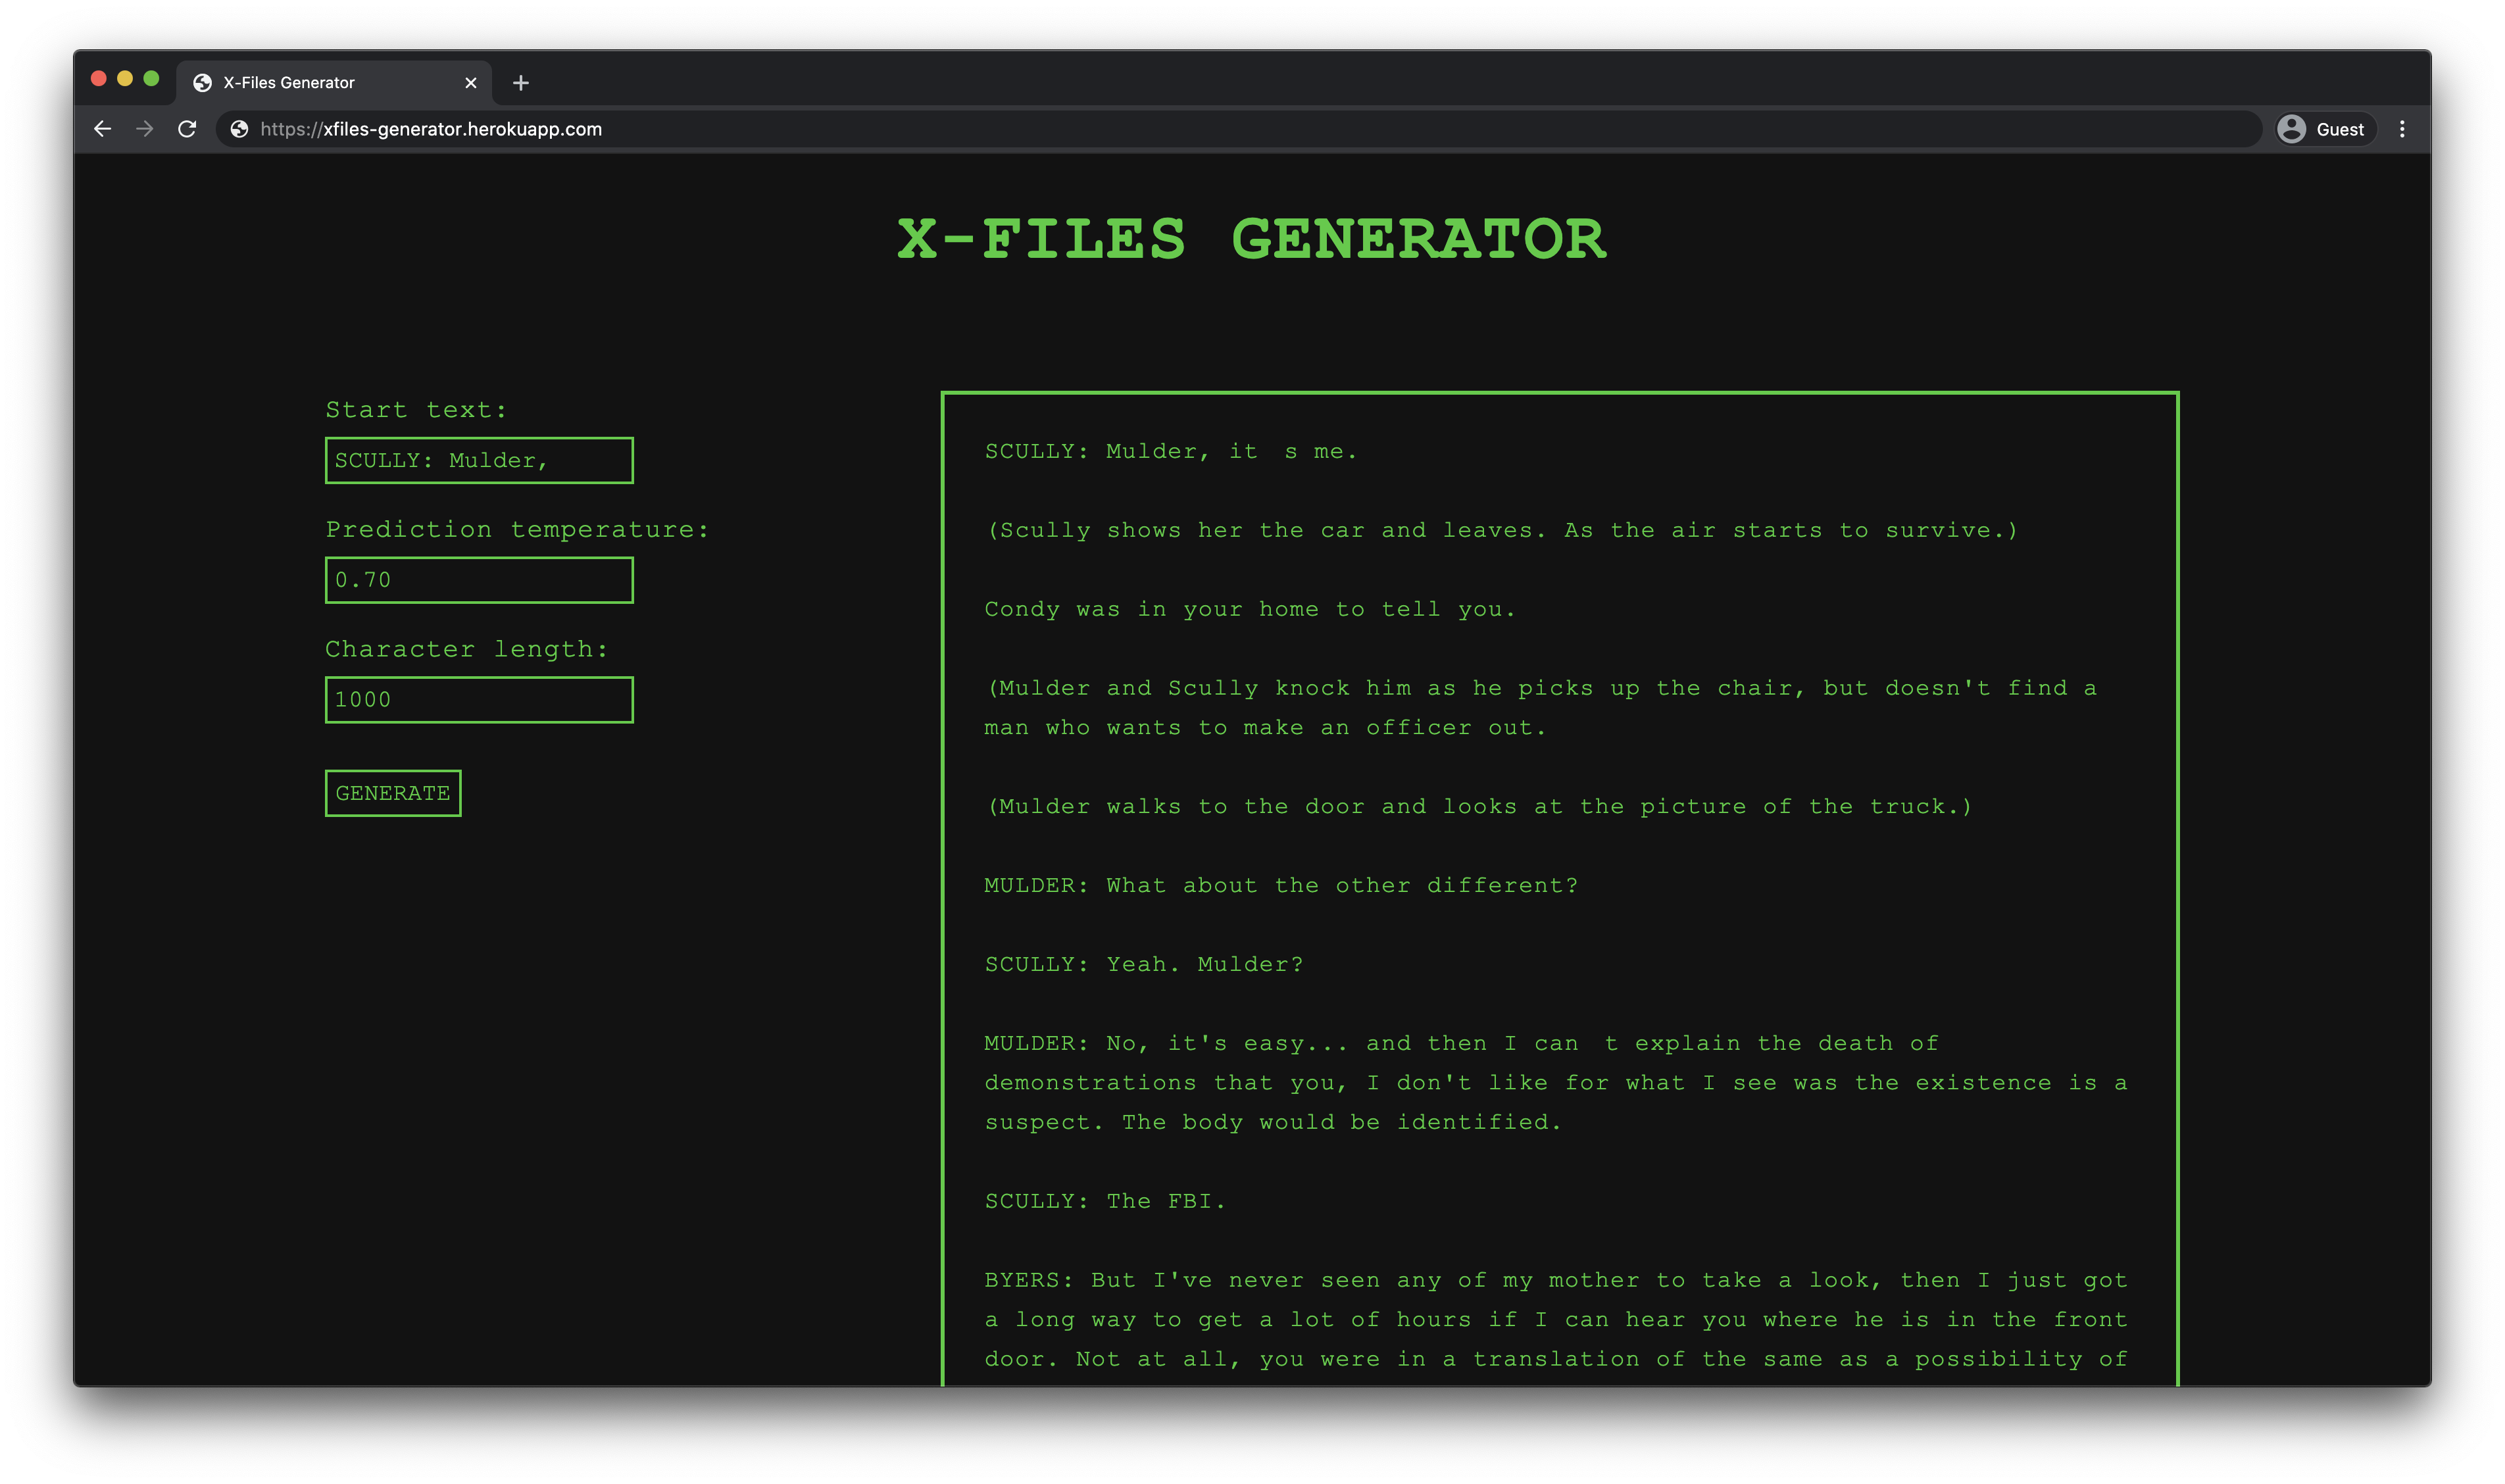 X-Files Generator
https://xfiles-generator.herokuapp.com
Guest
X-FILES GENERATOR
Start text:
SCULLY: Mulder,
Prediction temperature:
0.70
Character length:
1000
GENERATE
SCULLY: Mulder, it  s me.
(Scully shows her the car and leaves. As the air starts to survive.)
Condy was in your home to tell you.
(Mulder and Scully knock him as he picks up the chair, but doesn't find a
man who wants to make an officer out.
(Mulder walks to the door and looks at the picture of the truck.)
MULDER: What about the other different?
SCULLY: Yeah. Mulder?
MULDER: No, it's easy... and then I can  t explain the death of
demonstrations that you, I don't like for what I see was the existence is a
suspect. The body would be identified.
SCULLY: The FBI.
BYERS: But I've never seen any of my mother to take a look, then I just got
a long way to get a lot of hours if I can hear you where he is in the front
door. Not at all, you were in a translation of the same as a possibility of